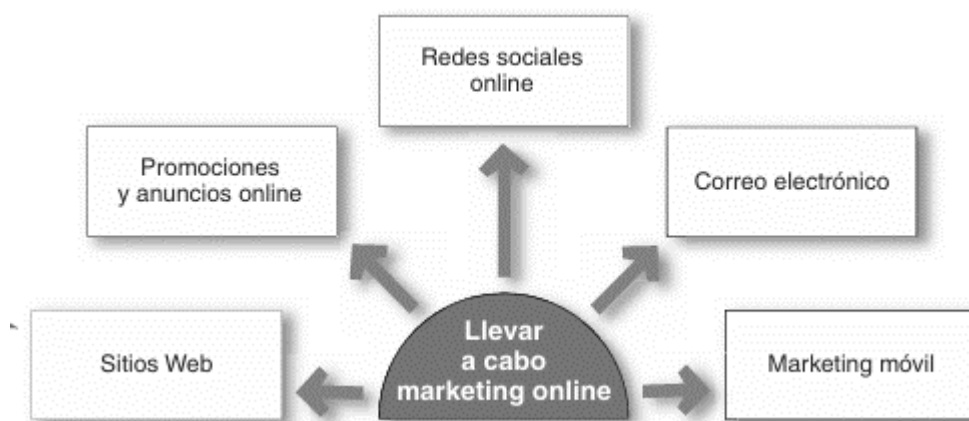 Redes sociales
online
Promociones
y anuncios online
Correo electrónico
Sitios Web
Llevar
a cabo
marketing online
Marketing móvil